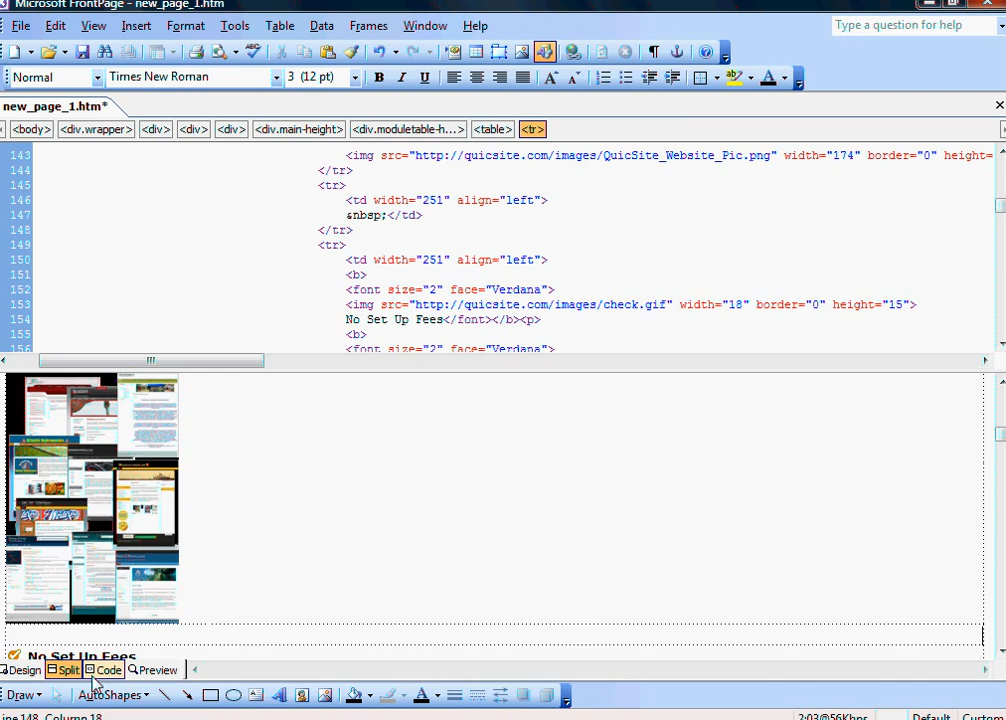 Microsoft FrontPage - new_page_1.htm
File Edit View Insert Format Tools Table Data Frames Window Help Type a question for help
Normal Times New Roman 3 (12 pt) B I U A A ab A
new_page_1.htm*
<body> <div.wrapper> <div> <div> <div> <div.main-height> <div.moduletable-h...> <table> <tr>
143 <img src="http://quicsite.com/images/QuicSite_Website_Pic.png" width="174" border="0" height=
144 </tr>
145 <tr>
146 <td width="251" align="left">
147 &nbsp;</td>
148 </tr>
149 <tr>
150 <td width="251" align="left">
151 <b>
152 <font size="2" face="Verdana">
153 <img src="http://quicsite.com/images/check.gif" width="18" border="0" height="15">
154 No Set Up Fees</font></b><p>
155 <b>
156 <font size="2" face="Verdana">
No Set Up Fees
Design Split Code Preview
Draw AutoShapes A A
Line 148, Column 18 2:03@56Kbps Default Custom